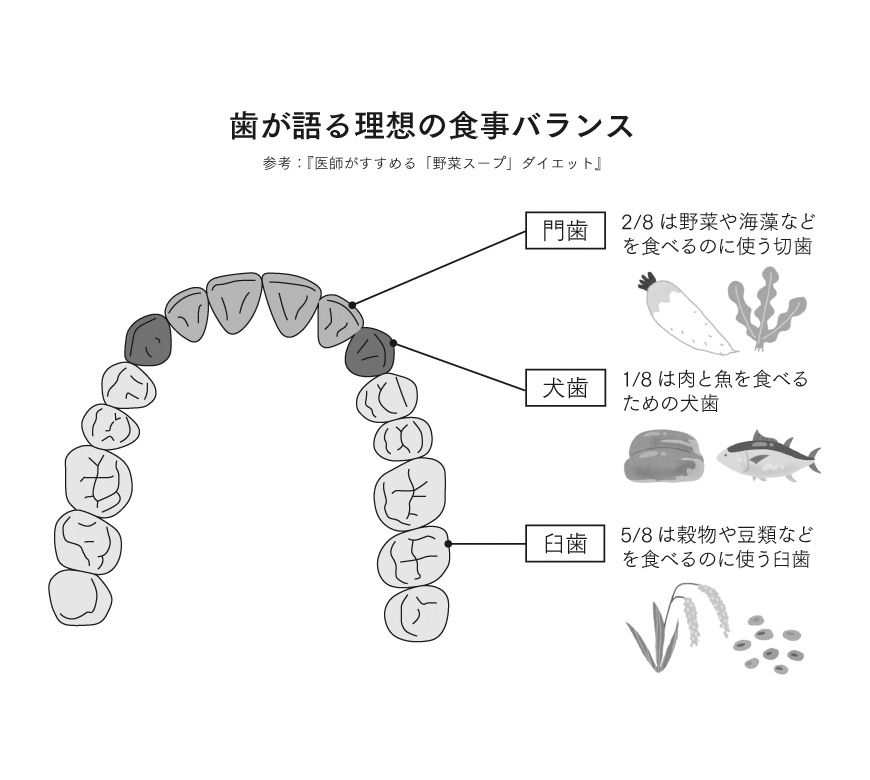 歯が語る理想の食事バランス
参考：『医師がすすめる「野菜スープ」ダイエット』
門歯
2/8 は野菜や海藻など
を食べるのに使う切歯
犬歯
1/8 は肉と魚を食べる
ための犬歯
臼歯
5/8 は穀物や豆類など
を食べるのに使う臼歯